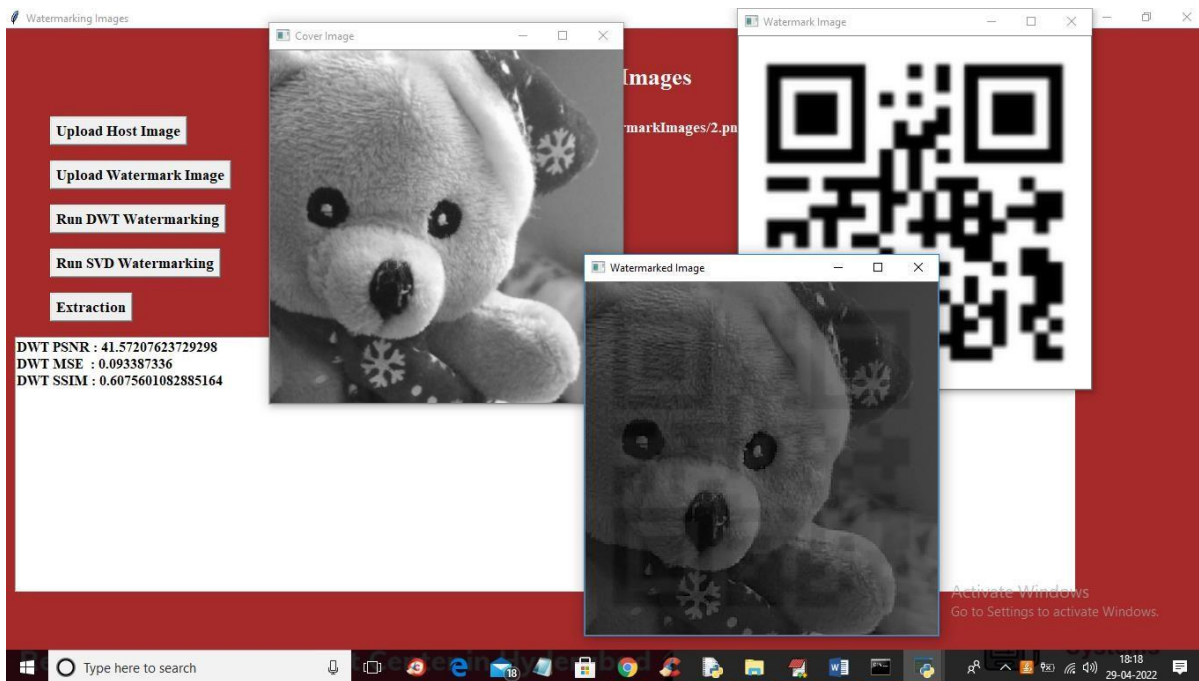 Watermarking Images
Cover Image
Watermark Image
Images
markImages/2.pn
Upload Host Image
Upload Watermark Image
Run DWT Watermarking
Run SVD Watermarking
Extraction
Watermarked Image
DWT PSNR : 41.57207623729298
DWT MSE : 0.093387336
DWT SSIM : 0.6075601082885164
Activate Windows
Go to Settings to activate Windows.
Type here to search
18
18:18
29-04-2022